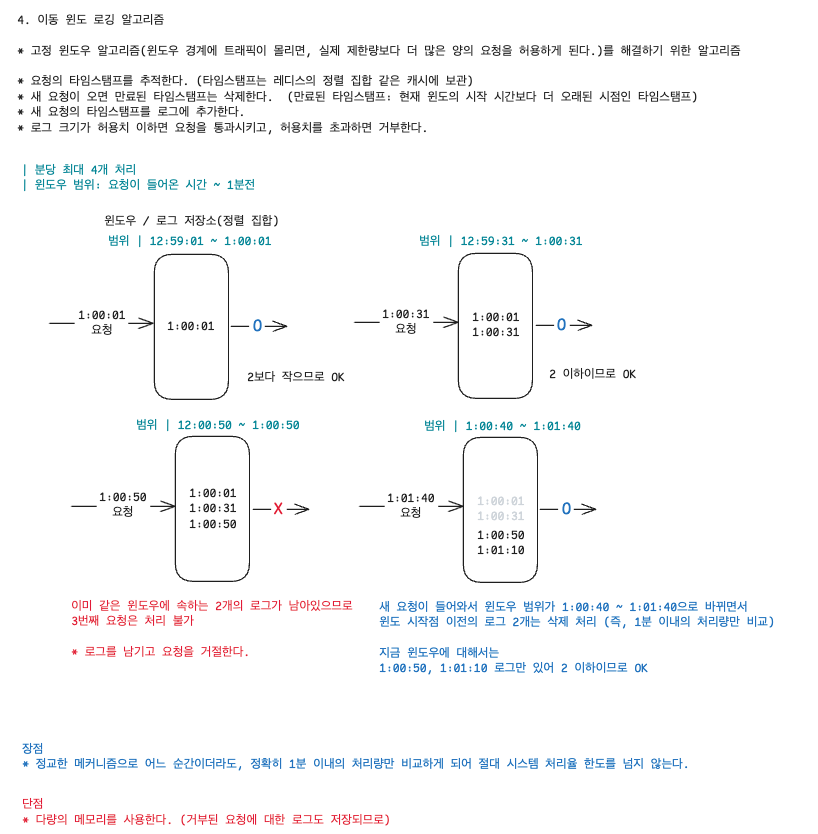 4. 이동 윈도 로깅 알고리즘
* 고정 윈도우 알고리즘(윈도우 경계에 트래픽이 몰리면, 실제 제한량보다 더 많은 양의 요청을 허용하게 된다.)를 해결하기 위한 알고리즘
* 요청의 타임스탬프를 추적한다. (타임스탬프는 레디스의 정렬 집합 같은 캐시에 보관)
* 새 요청이 오면 만료된 타임스탬프는 삭제한다. (만료된 타임스탬프: 현재 윈도의 시작 시간보다 더 오래된 시점인 타임스탬프)
* 새 요청의 타임스탬프를 로그에 추가한다.
* 로그 크기가 허용치 이하면 요청을 통과시키고, 허용치를 초과하면 거부한다.
| 분당 최대 4개 처리
| 윈도우 범위: 요청이 들어온 시간 ~ 1분전
윈도우 / 로그 저장소(정렬 집합)
범위 | 12:59:01 ~ 1:00:01
1:00:01
요청
1:00:01
O
2보다 작으므로 OK
범위 | 12:59:31 ~ 1:00:31
1:00:31
요청
1:00:01
1:00:31
O
2 이하이므로 OK
범위 | 12:00:50 ~ 1:00:50
1:00:50
요청
1:00:01
1:00:31
1:00:50
X
이미 같은 윈도우에 속하는 2개의 로그가 남아있으므로
3번째 요청은 처리 불가
* 로그를 남기고 요청을 거절한다.
범위 | 1:00:40 ~ 1:01:40
1:01:40
요청
1:00:01
1:00:31
1:00:50
1:01:10
O
새 요청이 들어와서 윈도우 범위가 1:00:40 ~ 1:01:40으로 바뀌면서
윈도 시작점 이전의 로그 2개는 삭제 처리 (즉, 1분 이내의 처리량만 비교)
지금 윈도우에 대해서는
1:00:50, 1:01:10 로그만 있어 2 이하이므로 OK
장점
* 정교한 메커니즘으로 어느 순간이더라도, 정확히 1분 이내의 처리량만 비교하게 되어 절대 시스템 처리율 한도를 넘지 않는다.
단점
* 다량의 메모리를 사용한다. (거부된 요청에 대한 로그도 저장되므로)